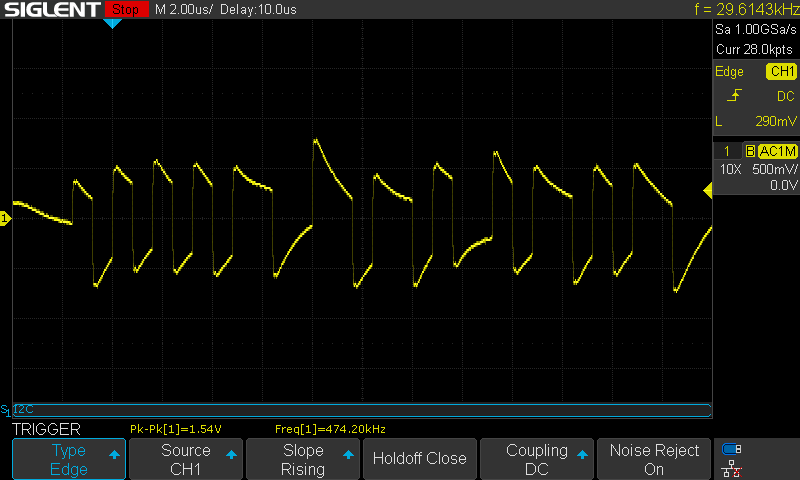 SIGLENT Stop M 2.00us/ Delay:10.0us f = 29.6143kHz
Sa 1.00GSa/s
Curr 28.0kpts
Edge CH1
DC
L 290mV
1 B AC1M
10X 500mV/
0.0V
1
S1 I2C
TRIGGER Pk-Pk[1]=1.54V Freq[1]=474.20kHz
Type Edge
Source CH1
Slope Rising
Holdoff Close
Coupling DC
Noise Reject On